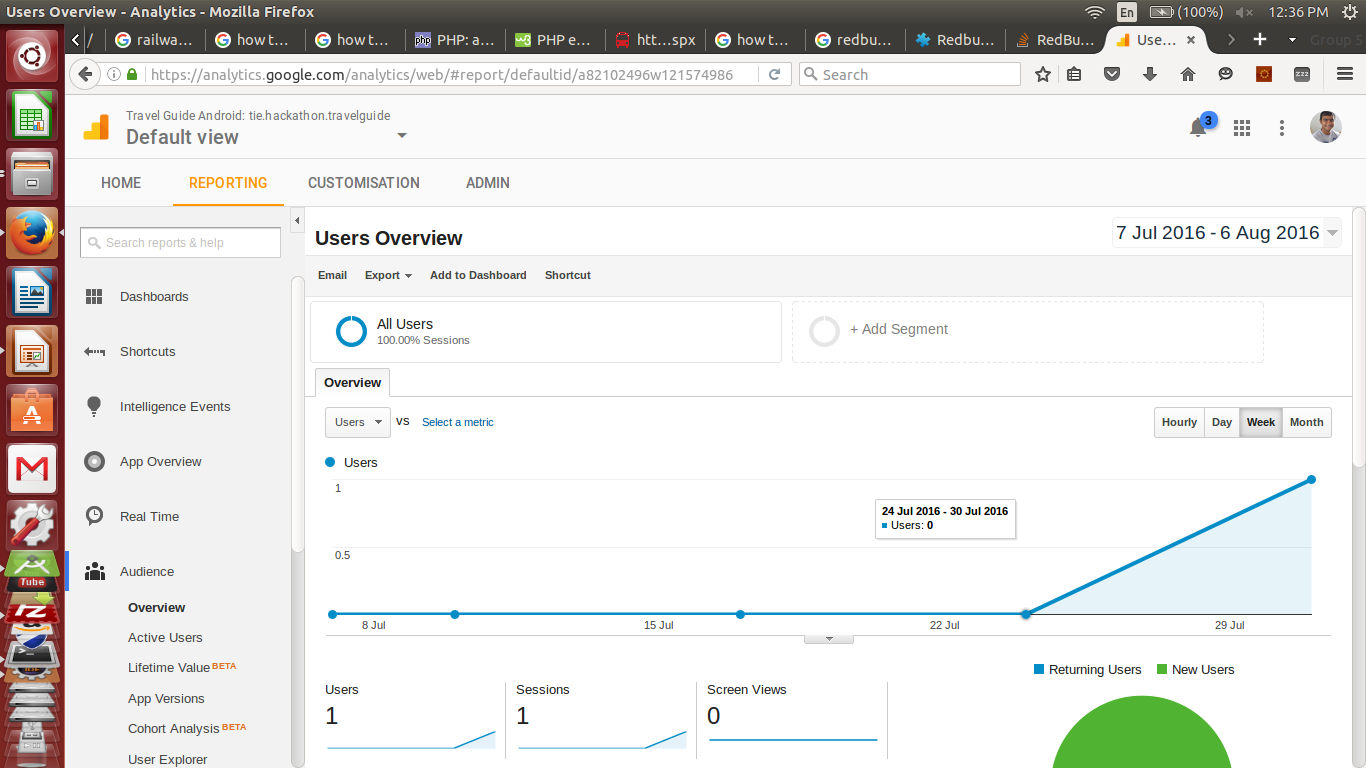 Users Overview - Analytics - Mozilla Firefox
En
(100%)
12:36 PM
/
railwa...
how t...
how t...
php
PHP: a...
PHP e...
htt...spx
how t...
redbu...
Redbu...
RedBu...
Use...
Group 5
https://analytics.google.com/analytics/web/#report/defaultid/a82102496w121574986
Search
zzz
Travel Guide Android: tie.hackathon.travelguide
Default view
3
HOME
REPORTING
CUSTOMISATION
ADMIN
Search reports & help
Dashboards
Shortcuts
Intelligence Events
App Overview
Real Time
Audience
Overview
Active Users
Lifetime Value BETA
App Versions
Cohort Analysis BETA
User Explorer
Users Overview
7 Jul 2016 - 6 Aug 2016
Email
Export
Add to Dashboard
Shortcut
All Users
100.00% Sessions
+ Add Segment
Overview
Users
VS
Select a metric
Hourly
Day
Week
Month
Users
1
0.5
24 Jul 2016 - 30 Jul 2016
Users: 0
8 Jul
15 Jul
22 Jul
29 Jul
Returning Users
New Users
Users
1
Sessions
1
Screen Views
0
Tube